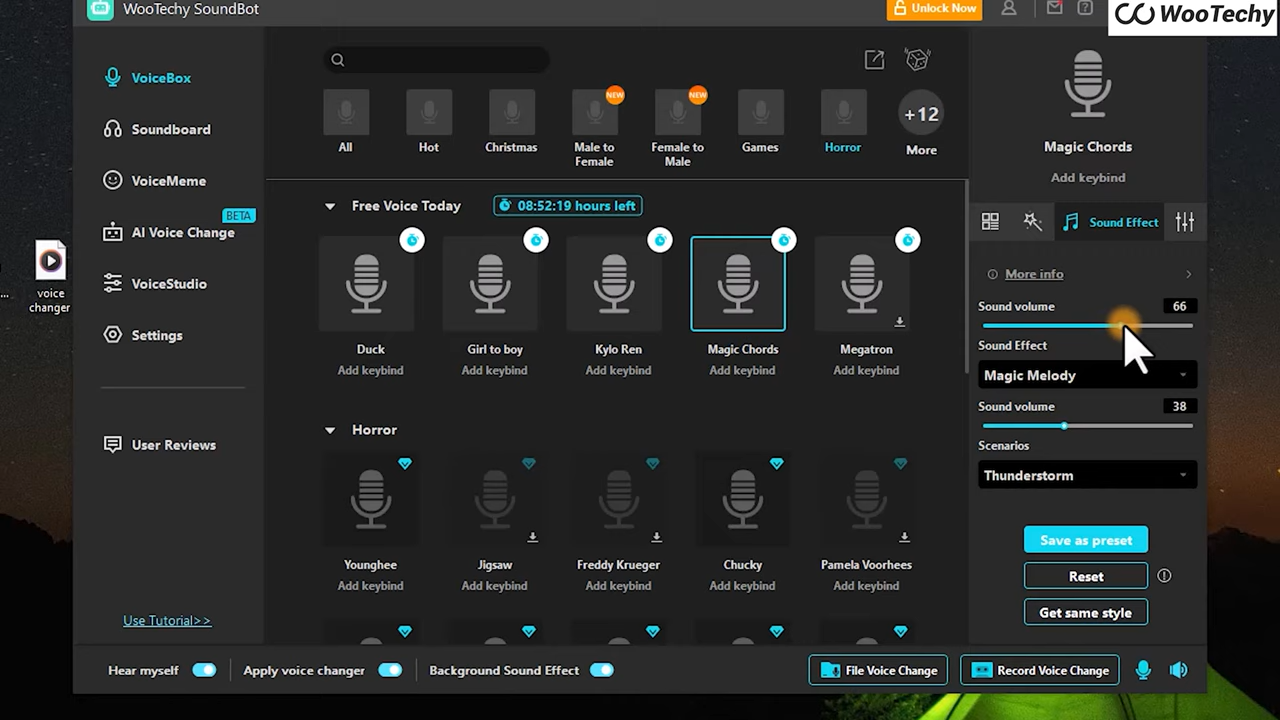 WooTechy SoundBot
Unlock Now
WooTechy
VoiceBox
Soundboard
VoiceMeme
BETA
AI Voice Change
VoiceStudio
Settings
User Reviews
Use Tutorial>>
...
voice
changer
All
Hot
Christmas
NEW
Male to
Female
NEW
Female to
Male
Games
Horror
+12
More
Free Voice Today
08:52:19 hours left
Duck
Add keybind
Girl to boy
Add keybind
Kylo Ren
Add keybind
Magic Chords
Add keybind
Megatron
Add keybind
Horror
Younghee
Add keybind
Jigsaw
Add keybind
Freddy Krueger
Add keybind
Chucky
Add keybind
Pamela Voorhees
Add keybind
Magic Chords
Add keybind
Sound Effect
More info
Sound volume 66
Sound Effect
Magic Melody
Sound volume 38
Scenarios
Thunderstorm
Save as preset
Reset
Get same style
Hear myself
Apply voice changer
Background Sound Effect
File Voice Change
Record Voice Change